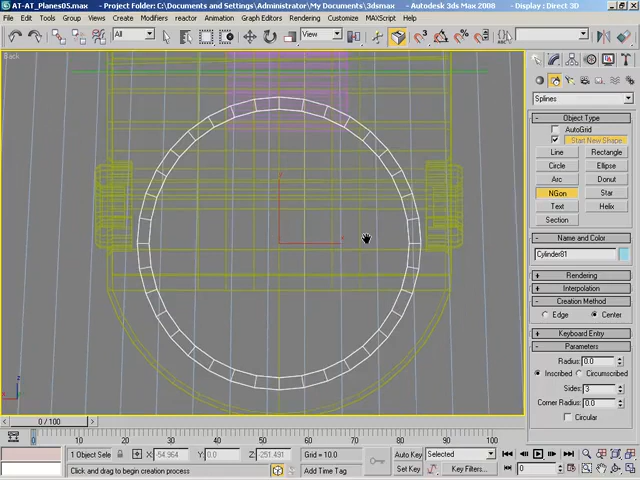 AT-AT_Planes05.max - Project Folder: C:\Documents and Settings\Administrator\My Documents\3dsmax - Autodesk 3ds Max 2008 - Display : Direct 3D
File Edit Tools Group Views Create Modifiers reactor Animation Graph Editors Rendering Customize MAXScript Help
All View
Back
Splines
Object Type
AutoGrid
Start New Shape
Line Rectangle
Circle Ellipse
Arc Donut
NGon Star
Text Helix
Section
Name and Color
Cylinder81
Rendering
Interpolation
Creation Method
Edge Center
Keyboard Entry
Parameters
Radius: 0.0
Inscribed Circumscribed
Sides: 3
Corner Radius: 0.0
Circular
z
x
0 / 100
0 10 20 30 40 50 60 70 80 90 100
1 Object Sele X -54.964 Y 0.0 Z -251.491 Grid = 10.0 Auto Key Selected
Click and drag to begin creation process Add Time Tag Set Key Key Filters... 0